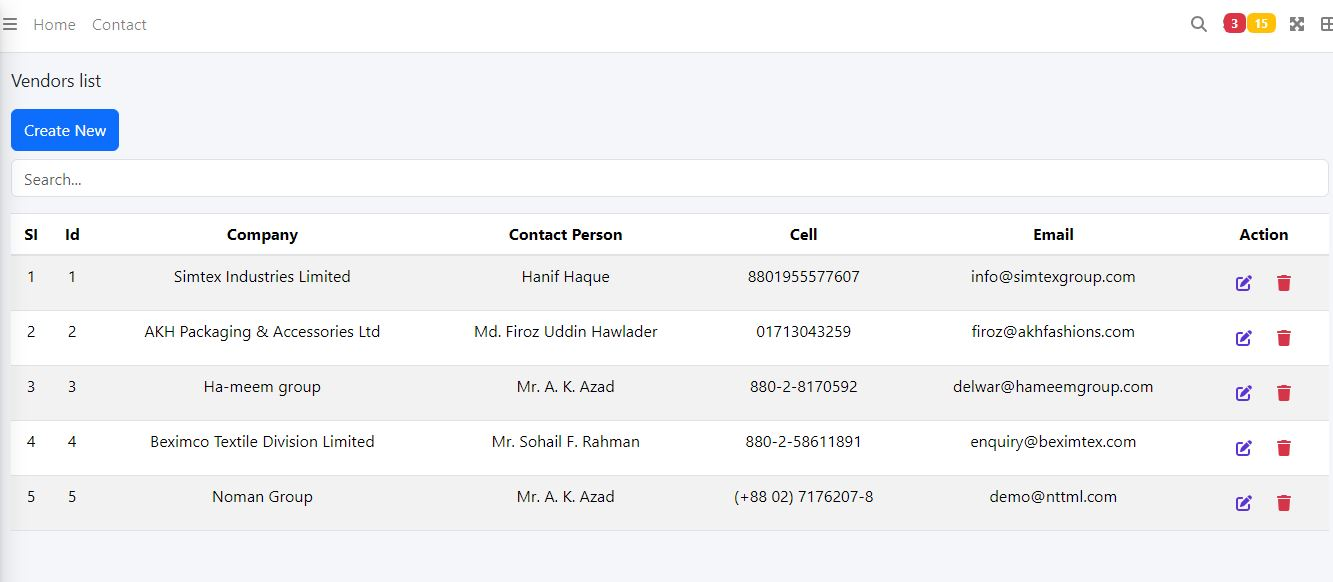 Home Contact 3 15
Vendors list
Create New
Search...
Sl Id Company Contact Person Cell Email Action
1 1 Simtex Industries Limited Hanif Haque 8801955577607 info@simtexgroup.com
2 2 AKH Packaging & Accessories Ltd Md. Firoz Uddin Hawlader 01713043259 firoz@akhfashions.com
3 3 Ha-meem group Mr. A. K. Azad 880-2-8170592 delwar@hameemgroup.com
4 4 Beximco Textile Division Limited Mr. Sohail F. Rahman 880-2-58611891 enquiry@beximtex.com
5 5 Noman Group Mr. A. K. Azad (+88 02) 7176207-8 demo@nttml.com